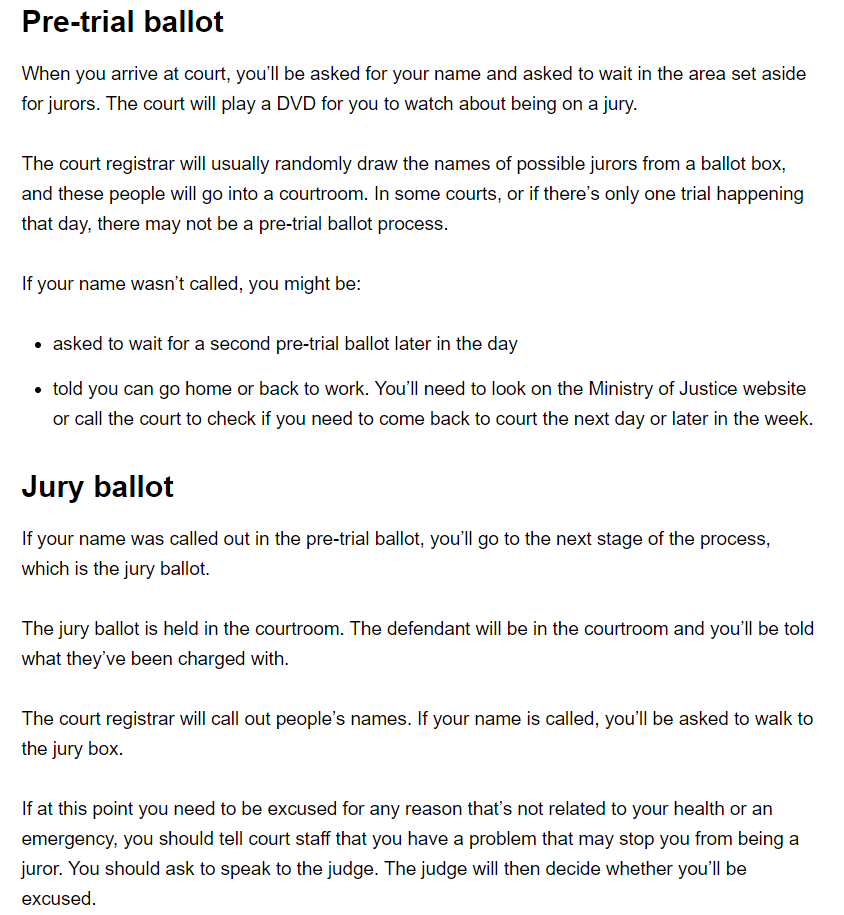 Pre-trial ballot
When you arrive at court, you’ll be asked for your name and asked to wait in the area set aside
for jurors. The court will play a DVD for you to watch about being on a jury.
The court registrar will usually randomly draw the names of possible jurors from a ballot box,
and these people will go into a courtroom. In some courts, or if there’s only one trial happening
that day, there may not be a pre-trial ballot process.
If your name wasn’t called, you might be:
• asked to wait for a second pre-trial ballot later in the day
• told you can go home or back to work. You’ll need to look on the Ministry of Justice website
or call the court to check if you need to come back to court the next day or later in the week.
Jury ballot
If your name was called out in the pre-trial ballot, you’ll go to the next stage of the process,
which is the jury ballot.
The jury ballot is held in the courtroom. The defendant will be in the courtroom and you’ll be told
what they’ve been charged with.
The court registrar will call out people’s names. If your name is called, you’ll be asked to walk to
the jury box.
If at this point you need to be excused for any reason that’s not related to your health or an
emergency, you should tell court staff that you have a problem that may stop you from being a
juror. You should ask to speak to the judge. The judge will then decide whether you’ll be
excused.